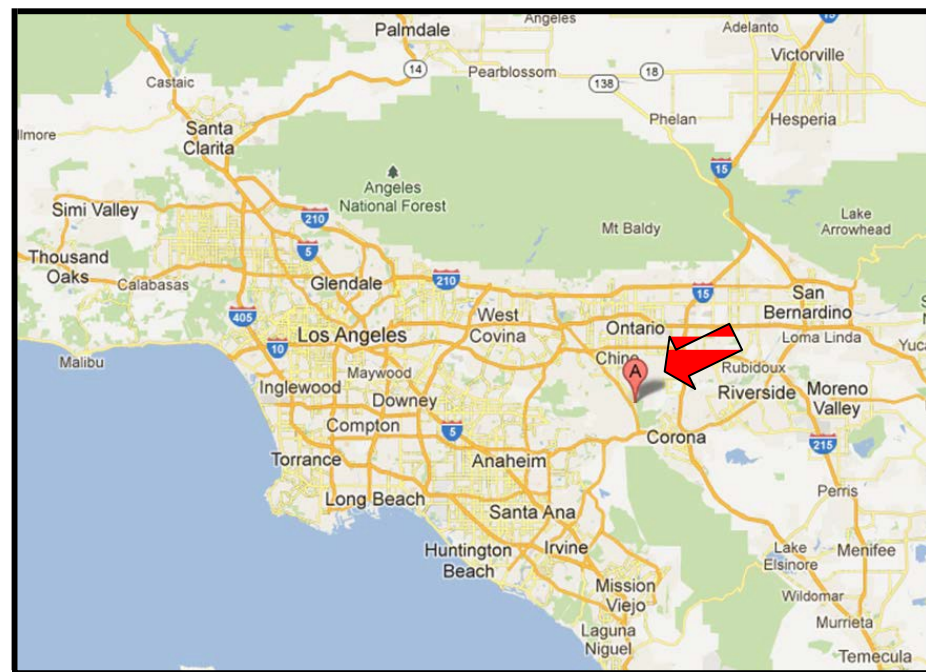 Angeles
Palmdale
Adelanto
15
Victorville
14
Pearblossom
138
18
Castaic
Phelan
Hesperia
Santa
Clarita
15
Angeles
National Forest
Simi Valley
210
Mt Baldy
Lake
Arrowhead
5
Thousand
Oaks
Calabasas
Glendale
210
15
San
Bernardino
405
West
Covina
Ontario
Los Angeles
Loma Linda
10
Chino
Malibu
Maywood
A
Rubidoux
Inglewood
Downey
Riverside
Moreno
Valley
Compton
5
Corona
215
Torrance
Anaheim
Long Beach
Perris
Santa Ana
Huntington
Beach
Irvine
Lake
Elsinore
Menifee
Mission
Viejo
Wildomar
Murrieta
Laguna
Niguel
Temecula